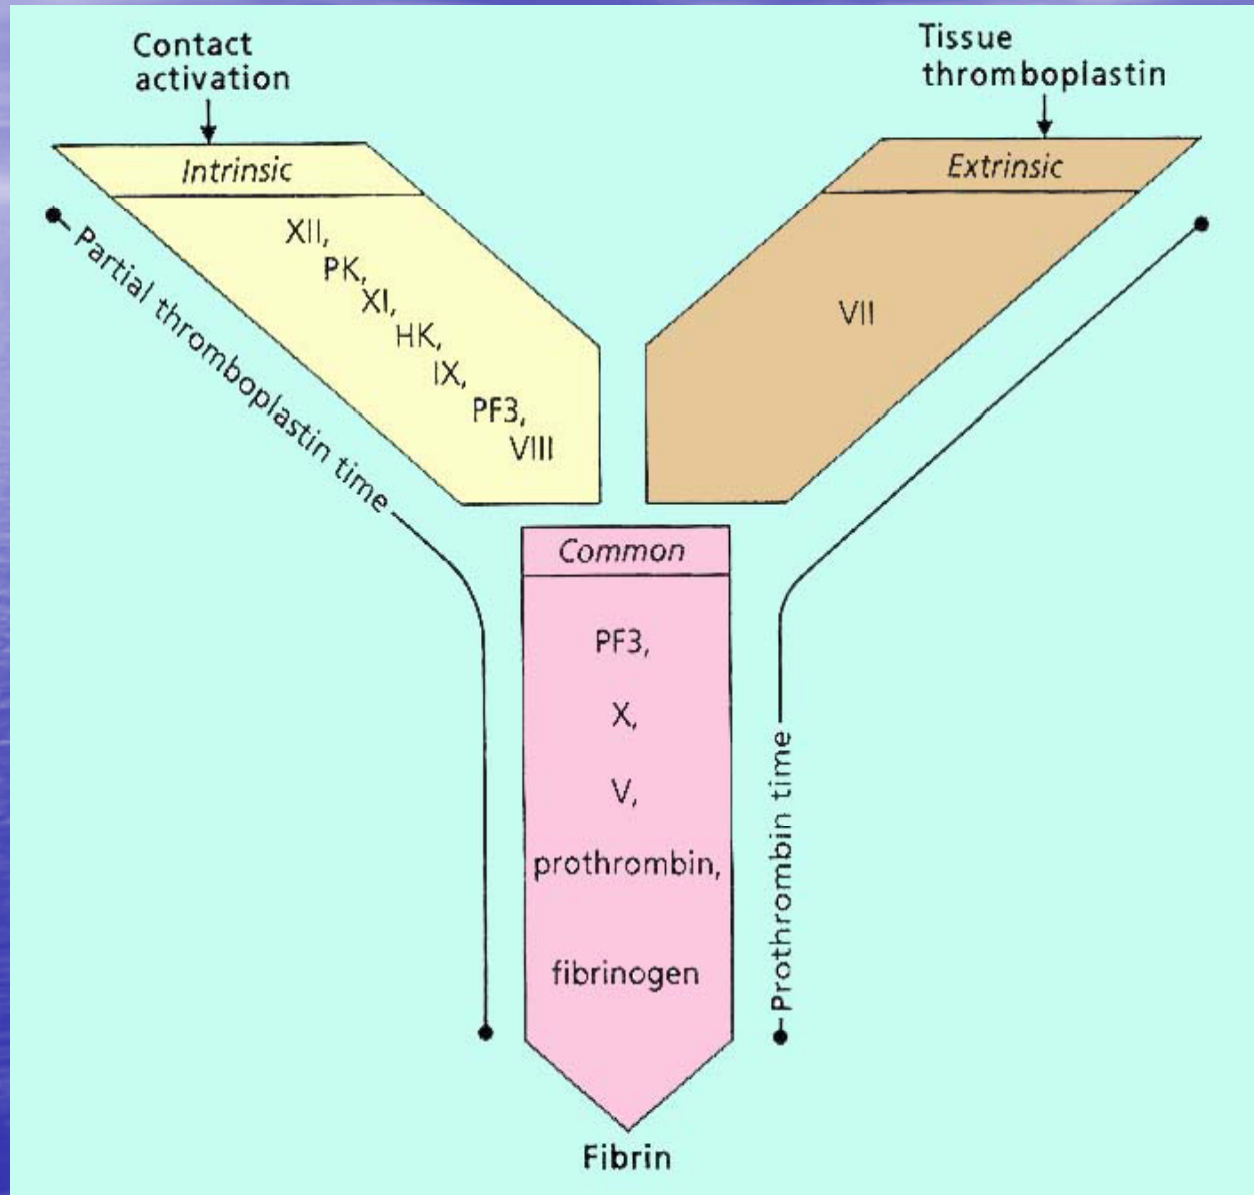 Contact
activation
Intrinsic
XII,
PK,
XI,
HK,
IX,
PF3,
VIII
Partial thromboplastin time
Tissue
thromboplastin
Extrinsic
VII
Prothrombin time
Common
PF3,
X,
V,
prothrombin,
fibrinogen
Fibrin